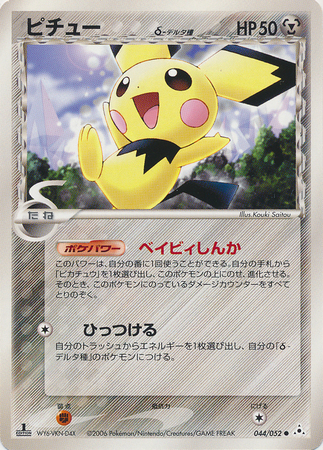 ピチュー δ-デルタ種 HP50
δ
たね
Illus.Kouki Saitou
ポケパワー ベイビィしんか
このパワーは、自分の番に1回使うことができる。自分の手札から
「ピカチュウ」を1枚選び出し、このポケモンの上にのせ、進化させる。
そのとき、このポケモンにのっているダメージカウンターをすべて
とりのぞく。
ひっつける
自分のトラッシュからエネルギーを1枚選び出し、自分の「δ-
デルタ種」のポケモン1匹につける。
弱点 抵抗力 にげる
1 EDITION WY6-VKN-04X ©2006 Pokémon/Nintendo/Creatures/GAME FREAK 044/052 ●